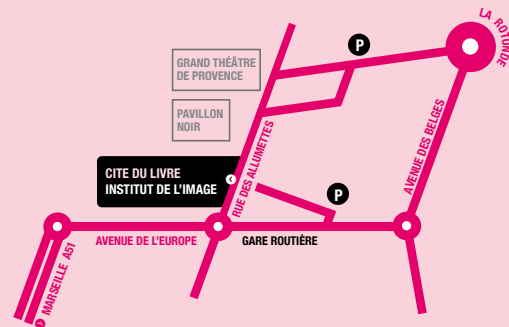 LA ROTONDE
P
GRAND THÉÂTRE
DE PROVENCE
PAVILLON
NOIR
RUE DES ALLUMETTES
AVENUE DES BELGES
CITE DU LIVRE
INSTITUT DE L'IMAGE
P
AVENUE DE L'EUROPE
GARE ROUTIÈRE
MARSEILLE A51